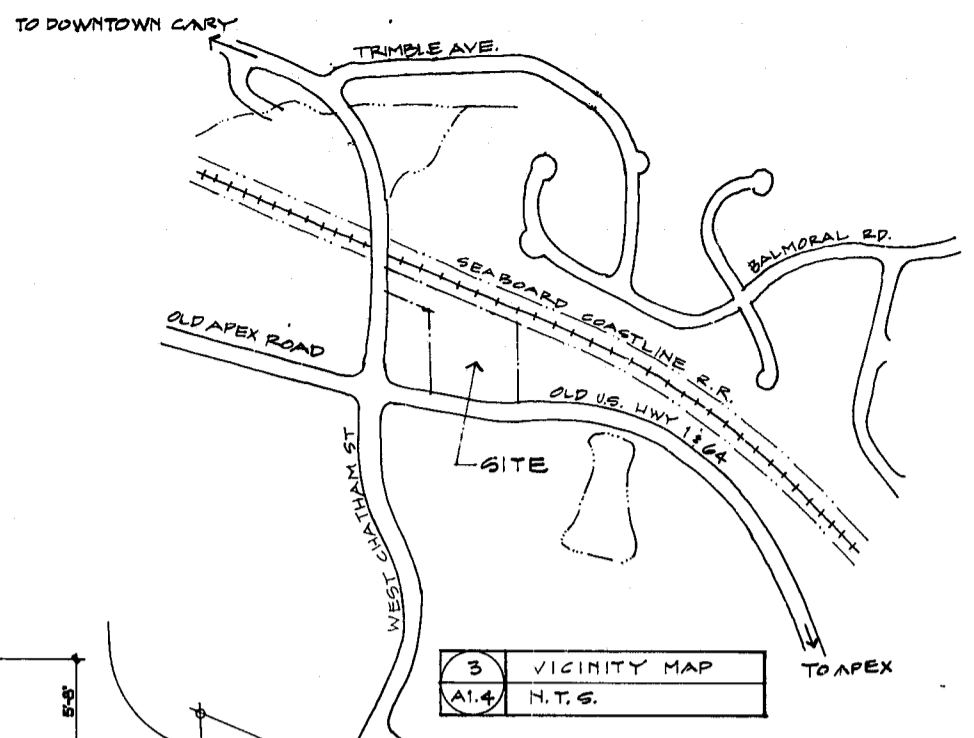 TO DOWNTOWN CARY
TRIMBLE AVE.
BALMORAL RD.
SEABOARD COASTLINE R.R.
OLD APEX ROAD
OLD U.S. HWY 1 & 64
SITE
WEST CHATHAM ST
TO APEX
3
VICINITY MAP
A1.4
N.T.S.
5'-8"